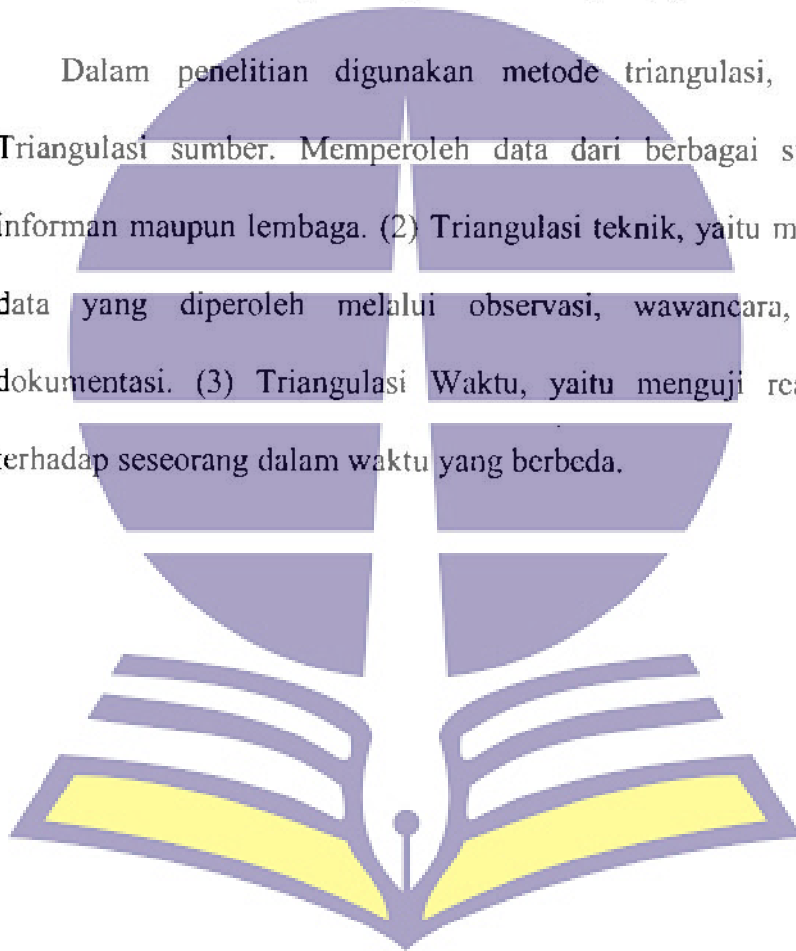 Dalam penelitian digunakan metode triangulasi,
Triangulasi sumber. Memperoleh data dari berbagai
informan maupun lembaga. (2) Triangulasi teknik, yaitu
data yang diperoleh melalui observasi, wawancara,
dokumentasi. (3) Triangulasi Waktu, yaitu menguji
terhadap seseorang dalam waktu yang berbeda.